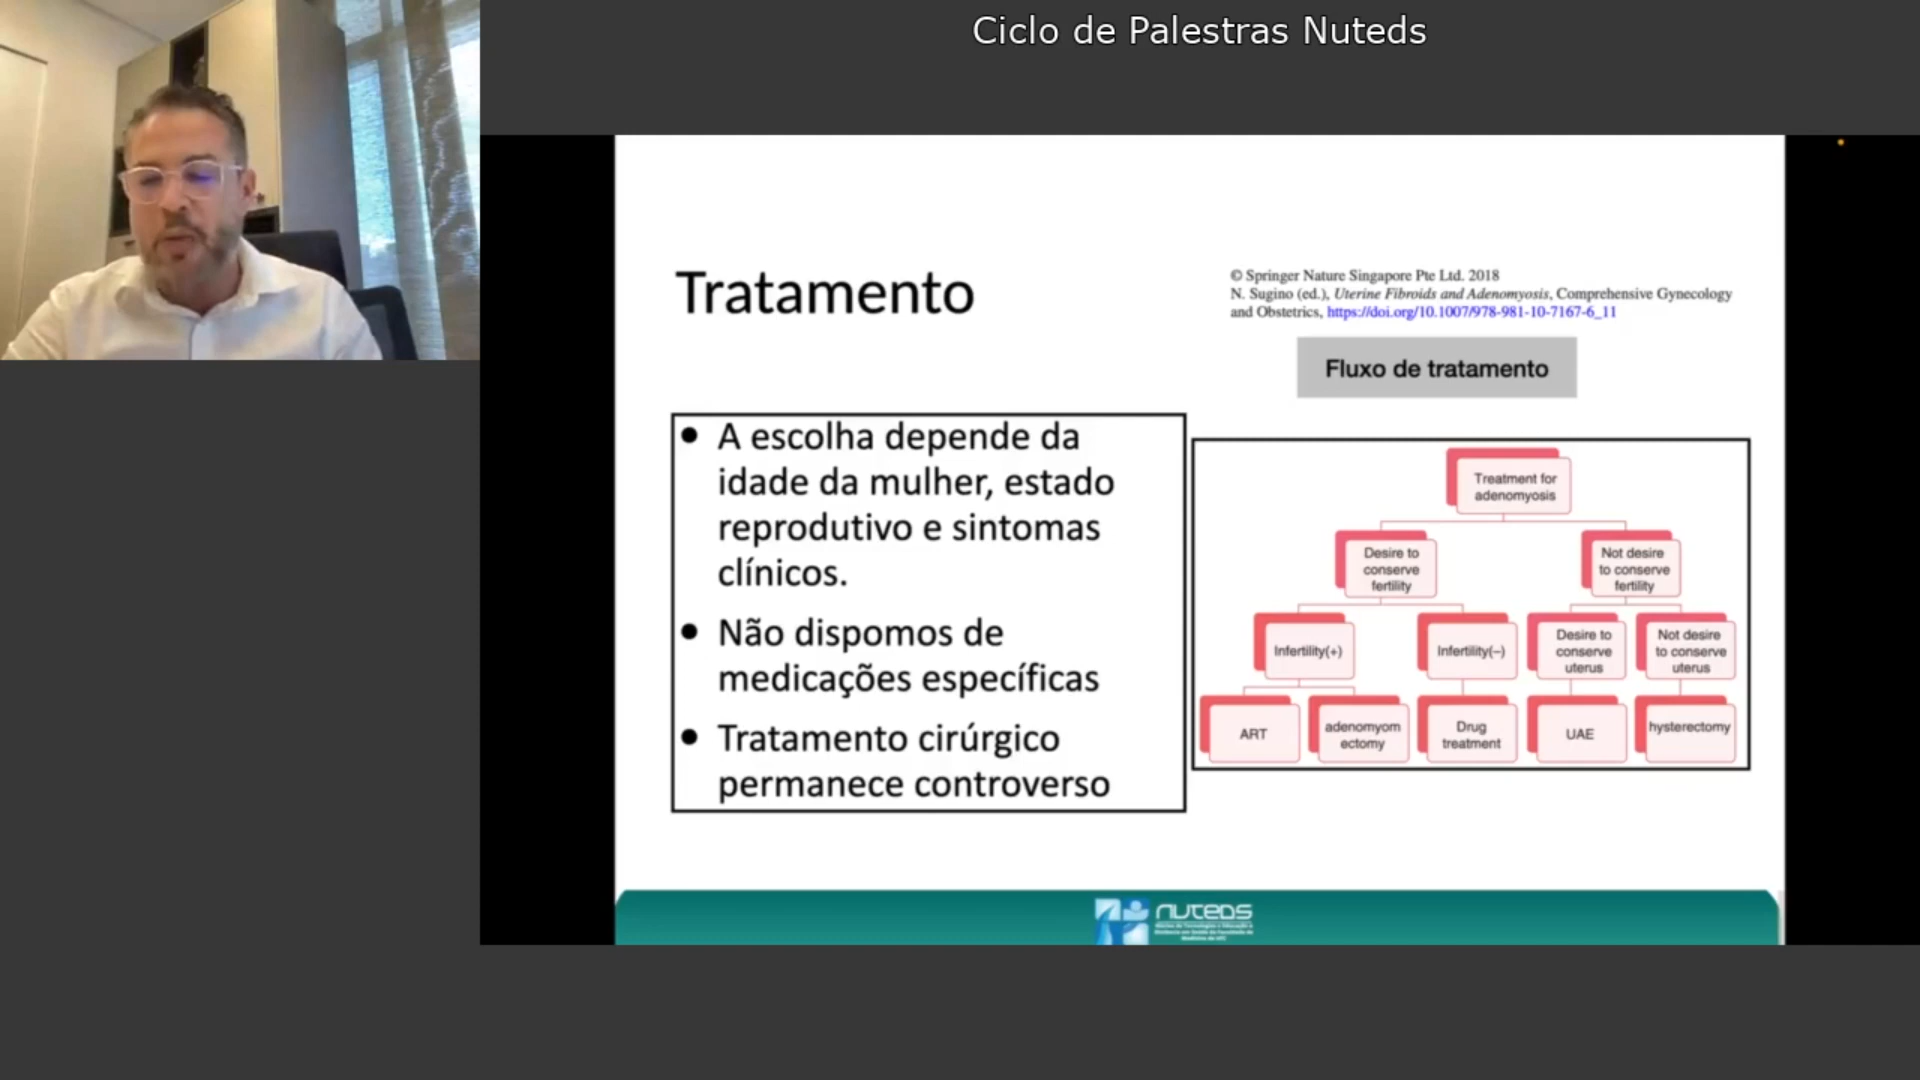 Ciclo de Palestras Nuteds
Tratamento
© Springer Nature Singapore Pte Ltd. 2018
N. Sugino (ed.), Uterine Fibroids and Adenomyosis, Comprehensive Gynecology
and Obstetrics, https://doi.org/10.1007/978-981-10-7167-6_11
Fluxo de tratamento
• A escolha depende da
idade da mulher, estado
reprodutivo e sintomas
clínicos.
• Não dispomos de
medicações específicas
• Tratamento cirúrgico
permanece controverso
Treatment for
adenomyosis
Desire to
conserve
fertility
Not desire
to conserve
fertility
Infertility(+)
Infertility(–)
Desire to
conserve
uterus
Not desire
to conserve
uterus
ART
adenomyom
ectomy
Drug
treatment
UAE
hysterectomy
nuteds